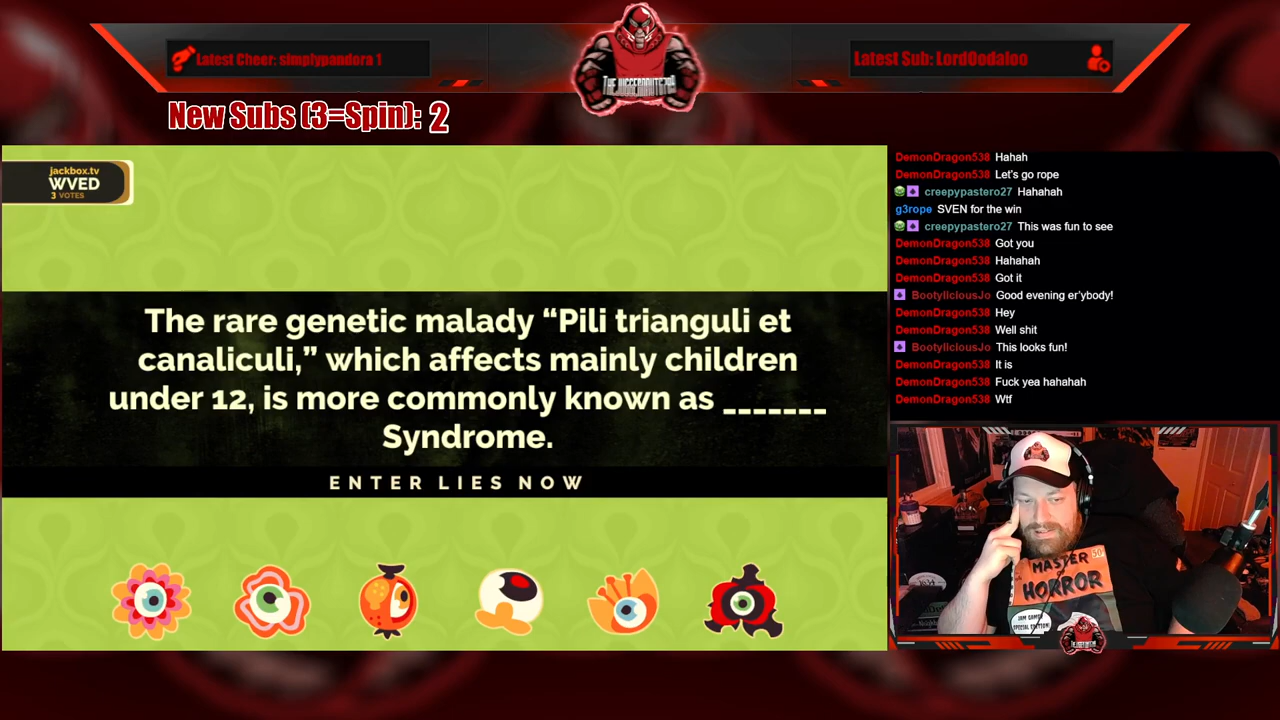 Latest Cheer: simplypandora 1
THEJUGGERNAUT2704
Latest Sub: LordOodaloo
New Subs (3=Spin): 2
jackbox.tv
WVED
3 VOTES
The rare genetic malady “Pili trianguli et
canaliculi,” which affects mainly children
under 12, is more commonly known as _______
Syndrome.
ENTER LIES NOW
DemonDragon538 Hahah
DemonDragon538 Let's go rope
creepypastero27 Hahahah
g3rope SVEN for the win
creepypastero27 This was fun to see
DemonDragon538 Got you
DemonDragon538 Hahahah
DemonDragon538 Got it
BootyliciousJo Good evening er'ybody!
DemonDragon538 Hey
DemonDragon538 Well shit
BootyliciousJo This looks fun!
DemonDragon538 It is
DemonDragon538 Fuck yea hahahah
DemonDragon538 Wtf
MASTER
OF
HORROR
50